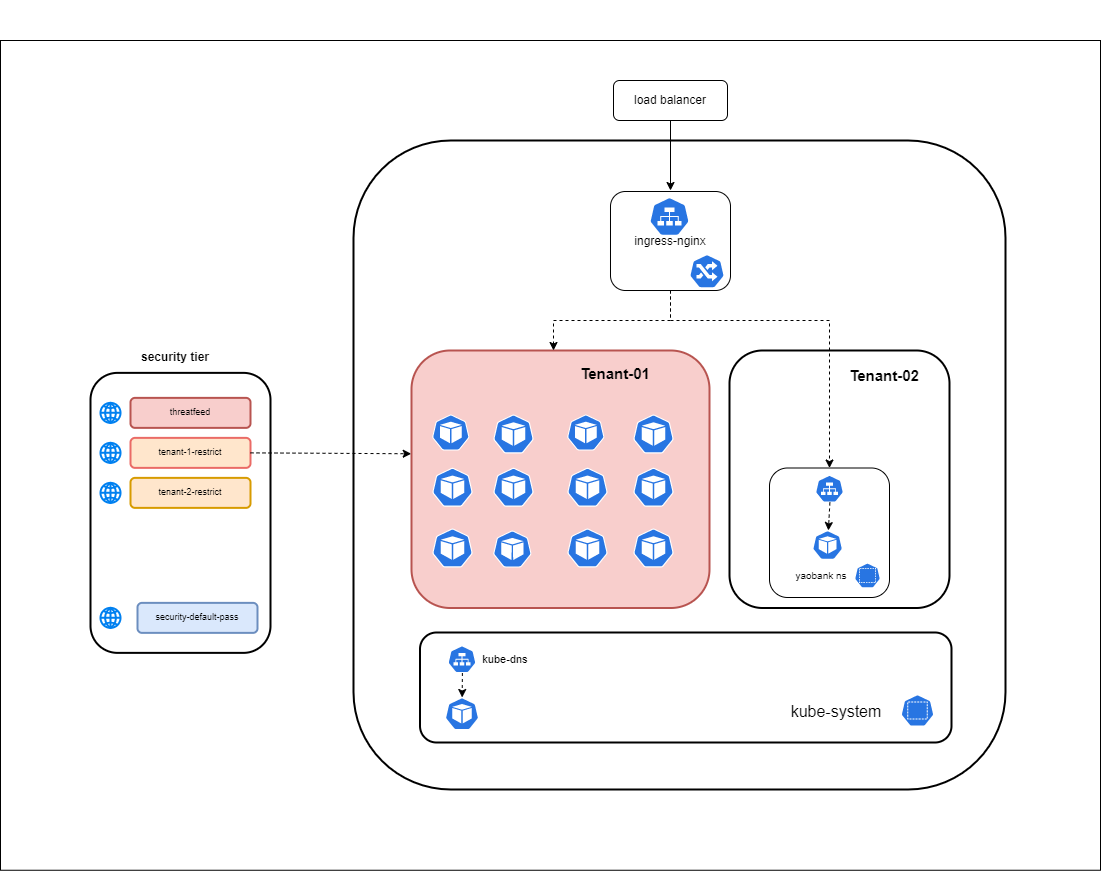 load balancer
ingress-nginx
security tier
threatfeed
tenant-1-restrict
tenant-2-restrict
security-default-pass
Tenant-01
Tenant-02
yaobank ns
kube-dns
kube-system